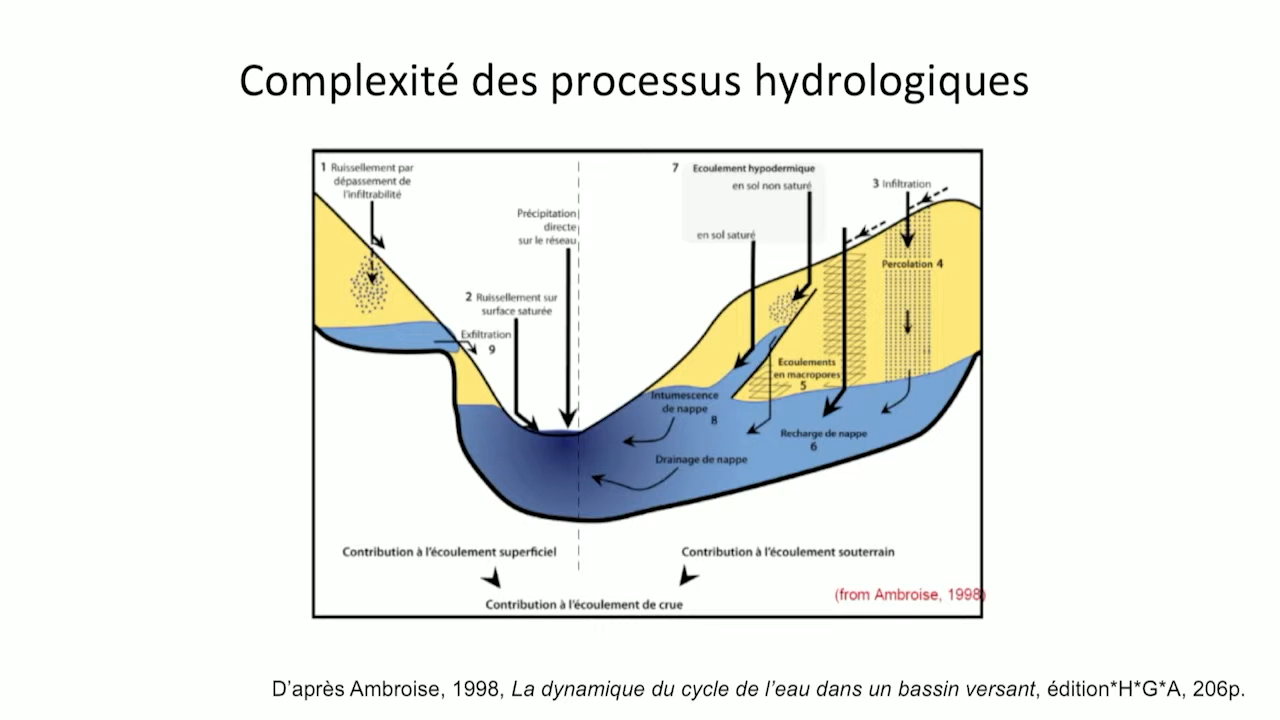 Complexité des processus hydrologiques
1 Ruissellement par
dépassement de
l'infiltrabilité
Précipitation
directe
sur le réseau
2 Ruissellement sur
surface saturée
Exfiltration
9
7 Ecoulement hypodermique
en sol non saturé
en sol saturé
3 Infiltration
Percolation 4
Ecoulements
en macropores
5
Intumescence
de nappe
8
Recharge de nappe
6
Drainage de nappe
Contribution à l'écoulement superficiel
Contribution à l'écoulement souterrain
Contribution à l'écoulement de crue
(from Ambroise, 1998)
D'après Ambroise, 1998, La dynamique du cycle de l'eau dans un bassin versant, édition*H*G*A, 206p.